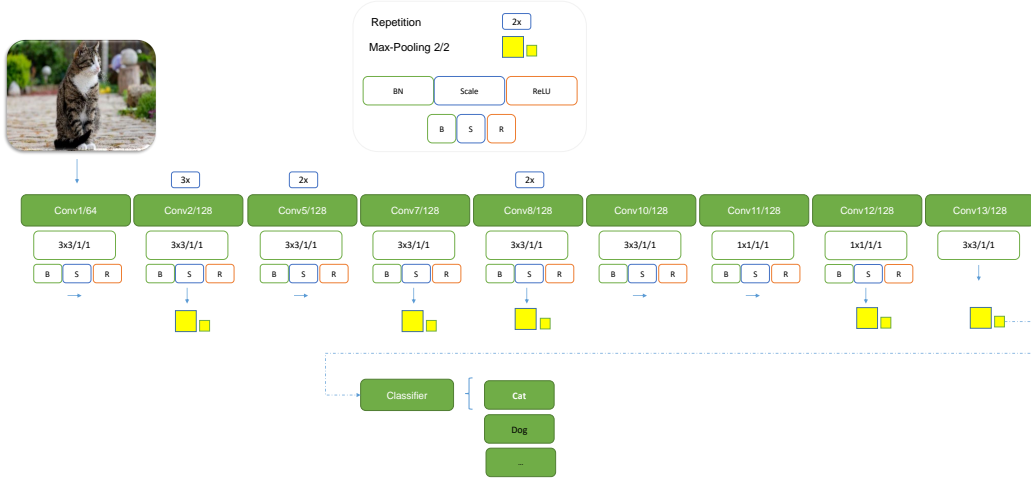 Repetition 2x
Max-Pooling 2/2
BN Scale ReLU
B S R
3x 2x 2x
Conv1/64 Conv2/128 Conv5/128 Conv7/128 Conv8/128 Conv10/128 Conv11/128 Conv12/128 Conv13/128
3x3/1/1 3x3/1/1 3x3/1/1 3x3/1/1 3x3/1/1 3x3/1/1 1x1/1/1 1x1/1/1 3x3/1/1
B S R B S R B S R B S R B S R B S R B S R B S R
Classifier Cat
Dog
...